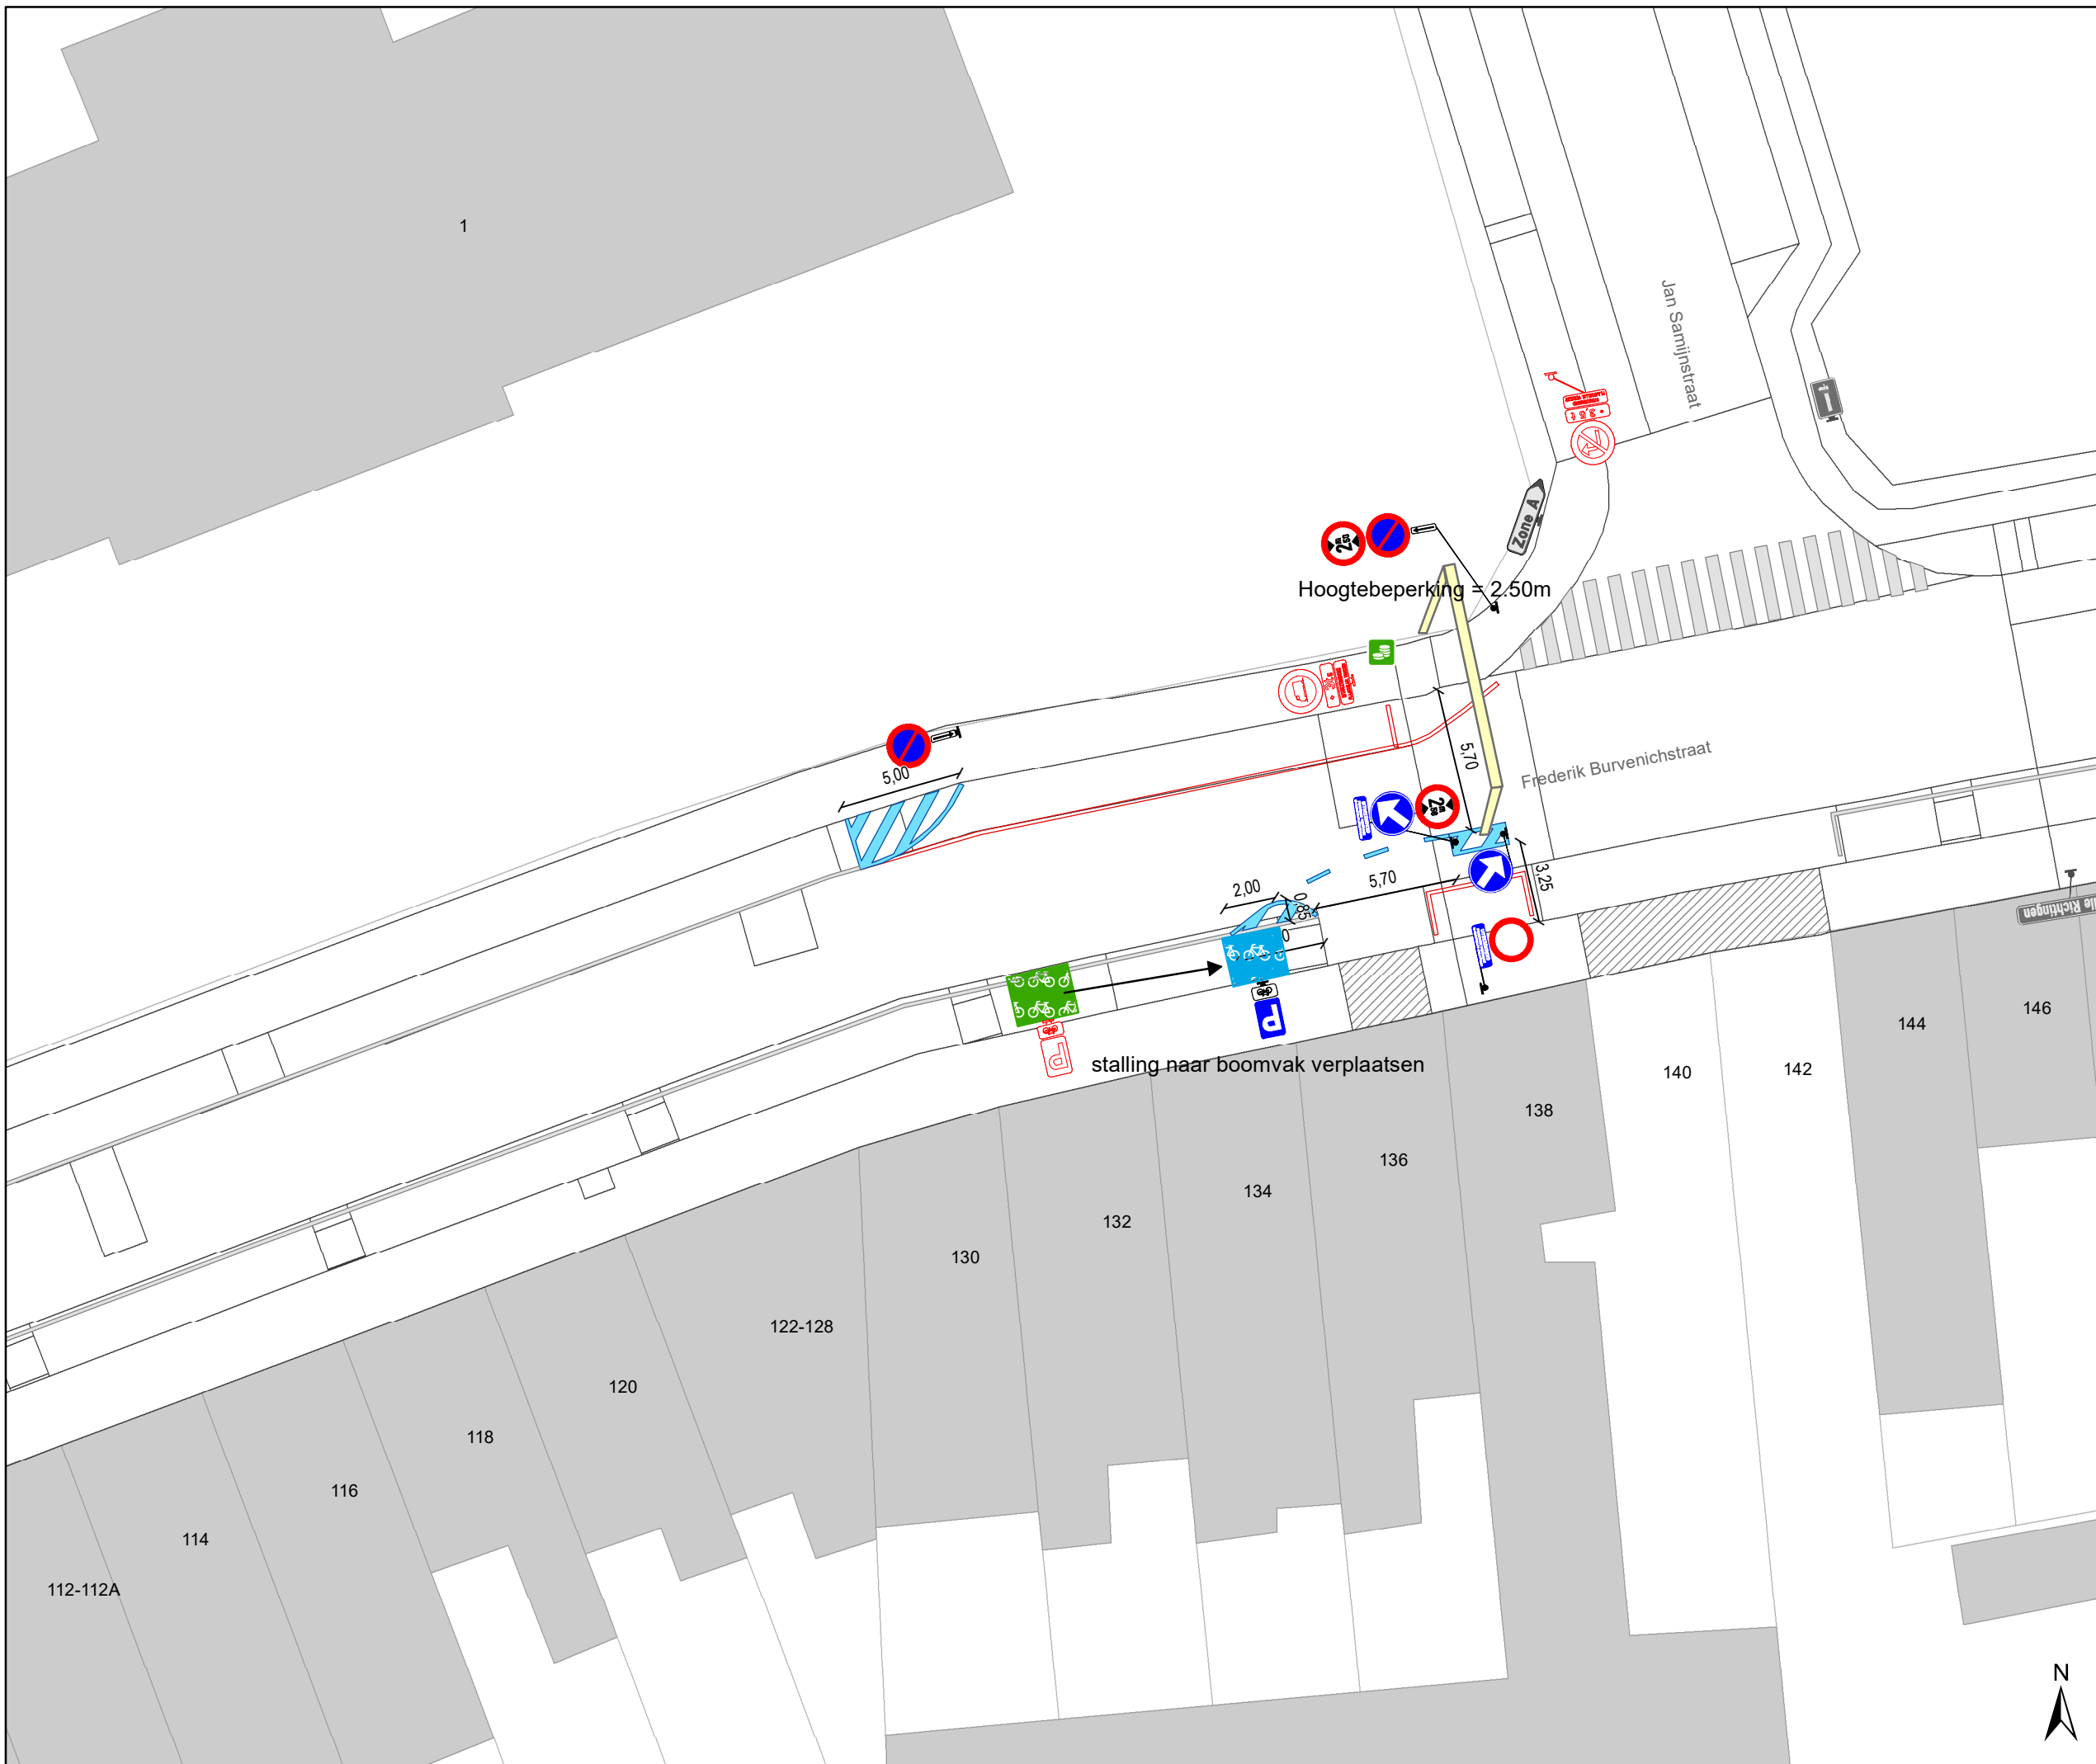 1
Jan Samijnstraat
Zone A
Hoogtebeperking = 2.50m
5,70
Frederik Burvenichstraat
5,00
2,00
0,85
5,70
3,25
P
P
stalling naar boomvak verplaatsen
144
146
140
142
138
136
134
132
130
122-128
120
118
116
114
112-112A
N